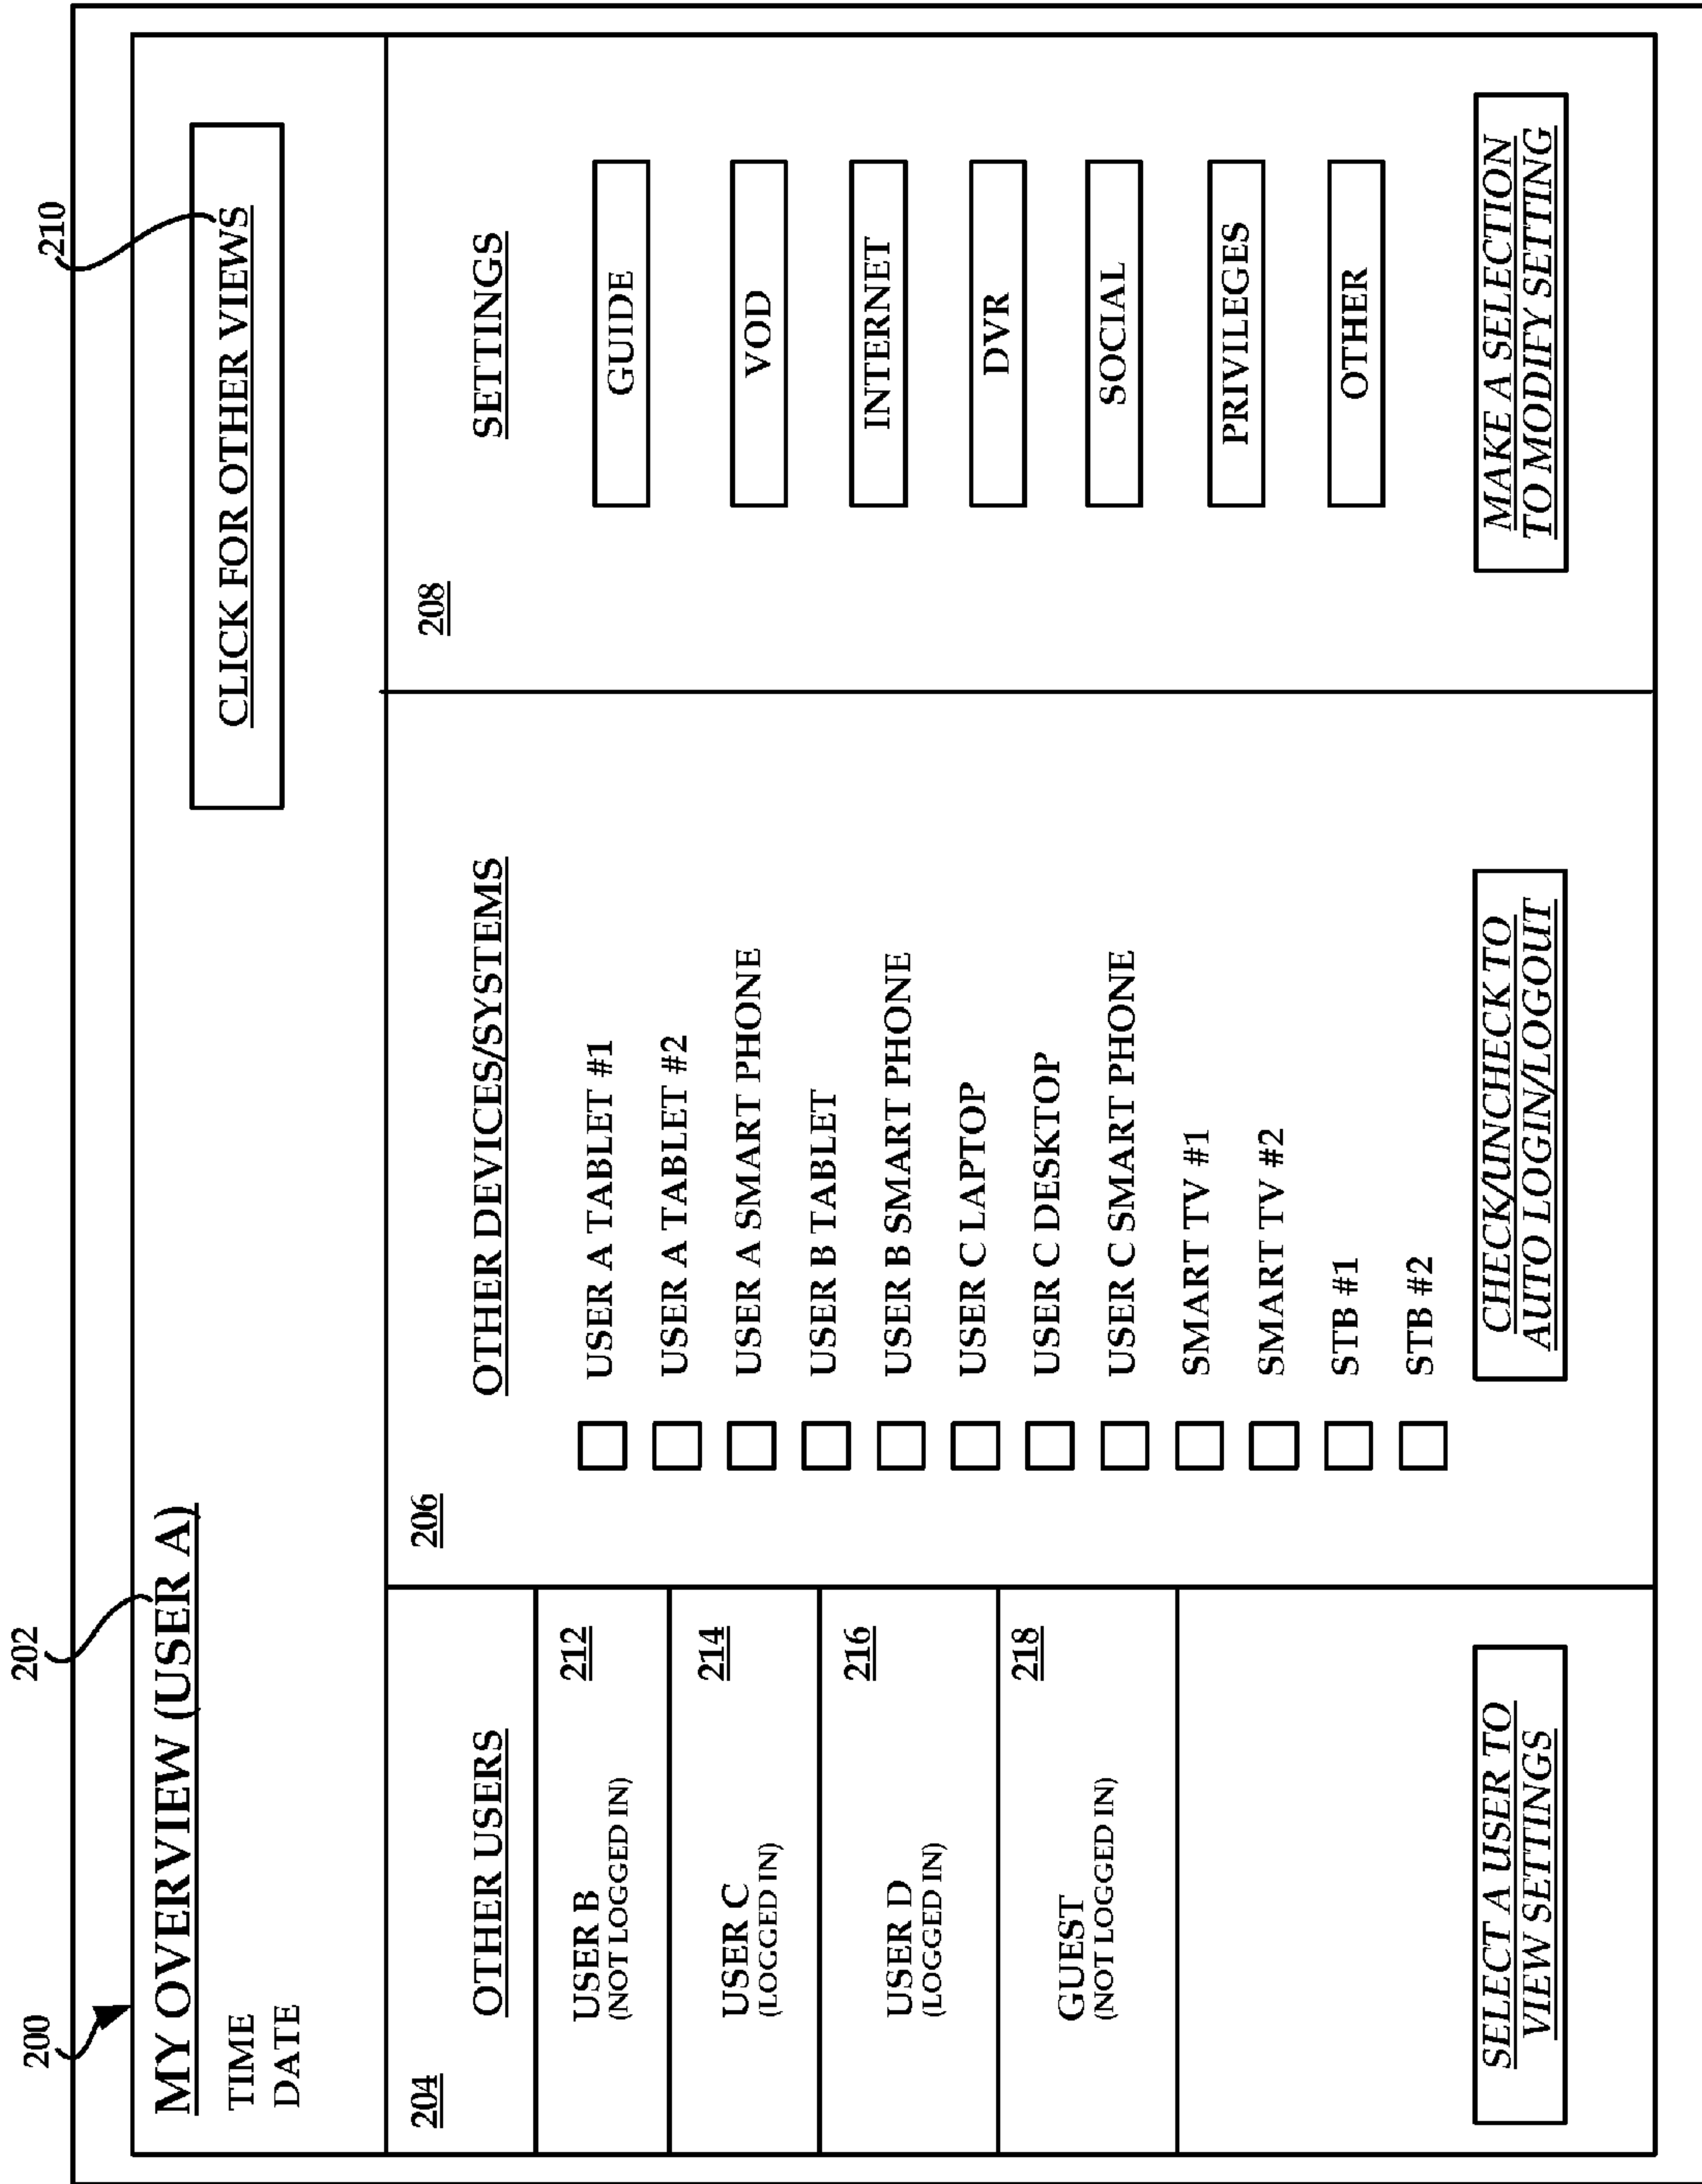 200
202
210
MY OVERVIEW (USER A)
TIME
DATE
CLICK FOR OTHER VIEWS
204
OTHER USERS
USER B
(NOT LOGGED IN)
212
USER C
(LOGGED IN)
214
USER D
(LOGGED IN)
216
GUEST
(NOT LOGGED IN)
218
SELECT A USER TO
VIEW SETTINGS
206
OTHER DEVICES/SYSTEMS
USER A TABLET #1
USER A TABLET #2
USER A SMART PHONE
USER B TABLET
USER B SMART PHONE
USER C LAPTOP
USER C DESKTOP
USER C SMART PHONE
SMART TV #1
SMART TV #2
STB #1
STB #2
CHECK/UNCHECK TO
AUTO LOGIN/LOGOUT
208
SETTINGS
GUIDE
VOD
INTERNET
DVR
SOCIAL
PRIVILEGES
OTHER
MAKE A SELECTION
TO MODIFY SETTING